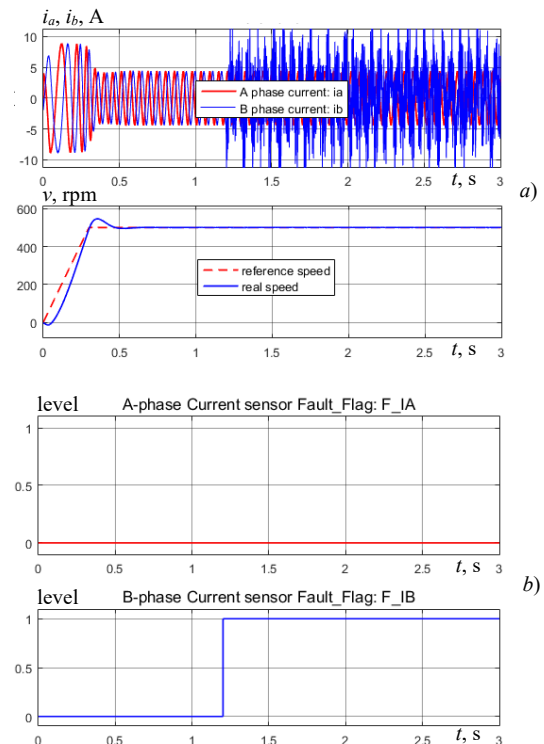 ia, ib, A
10
5
0
-5
-10
A phase current: ia
B phase current: ib
0 0.5 1 1.5 2 2.5 3
t, s
a)
v, rpm
600
400
200
0
reference speed
real speed
t, s
0 0.5 1 1.5 2 2.5 3
level
A-phase Current sensor Fault_Flag: F_IA
1
0.5
0
0 0.5 1 1.5 2 2.5 3
t, s
b)
level
B-phase Current sensor Fault_Flag: F_IB
1
0.5
0
0 0.5 1 1.5 2 2.5 3
t, s